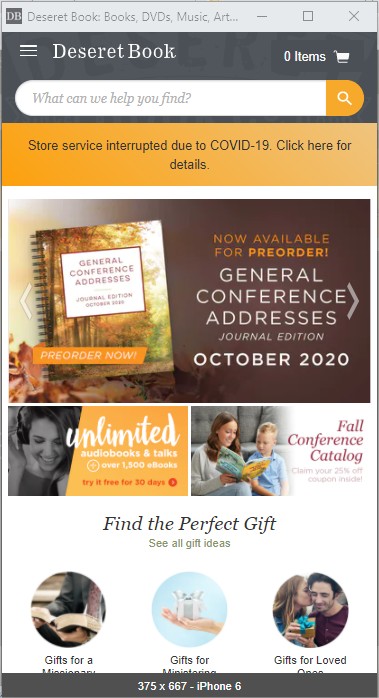 DB Deseret Book: Books, DVDs, Music, Art...
Deseret Book
0 Items
What can we help you find?
Store service interrupted due to COVID-19. Click here for
details.
GENERAL
CONFERENCE
ADDRESSES
JOURNAL EDITION
OCTOBER 2020
PREORDER NOW!
NOW AVAILABLE
FOR PREORDER!
GENERAL
CONFERENCE
ADDRESSES
JOURNAL EDITION
OCTOBER 2020
unlimited
audiobooks & talks
+ over 1,500 eBooks
try it free for 30 days
Fall
Conference
Catalog
Claim your 25% off
coupon inside!
Find the Perfect Gift
See all gift ideas
Gifts for a
Missionary
Gifts for
Ministering
Gifts for Loved
Ones
375 x 667 - iPhone 6